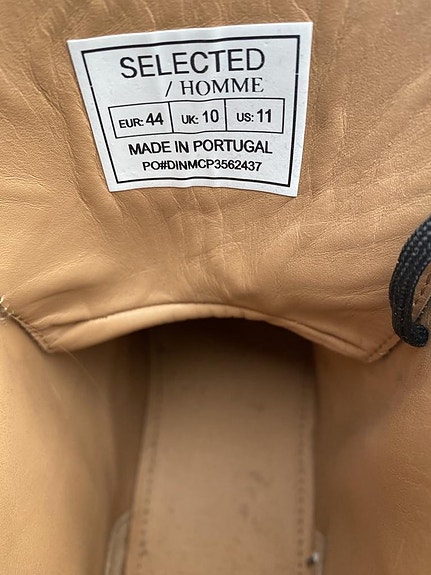 SELECTED
/ HOMME
EUR: 44 UK: 10 US: 11
MADE IN PORTUGAL
PO#DINMCP3562437